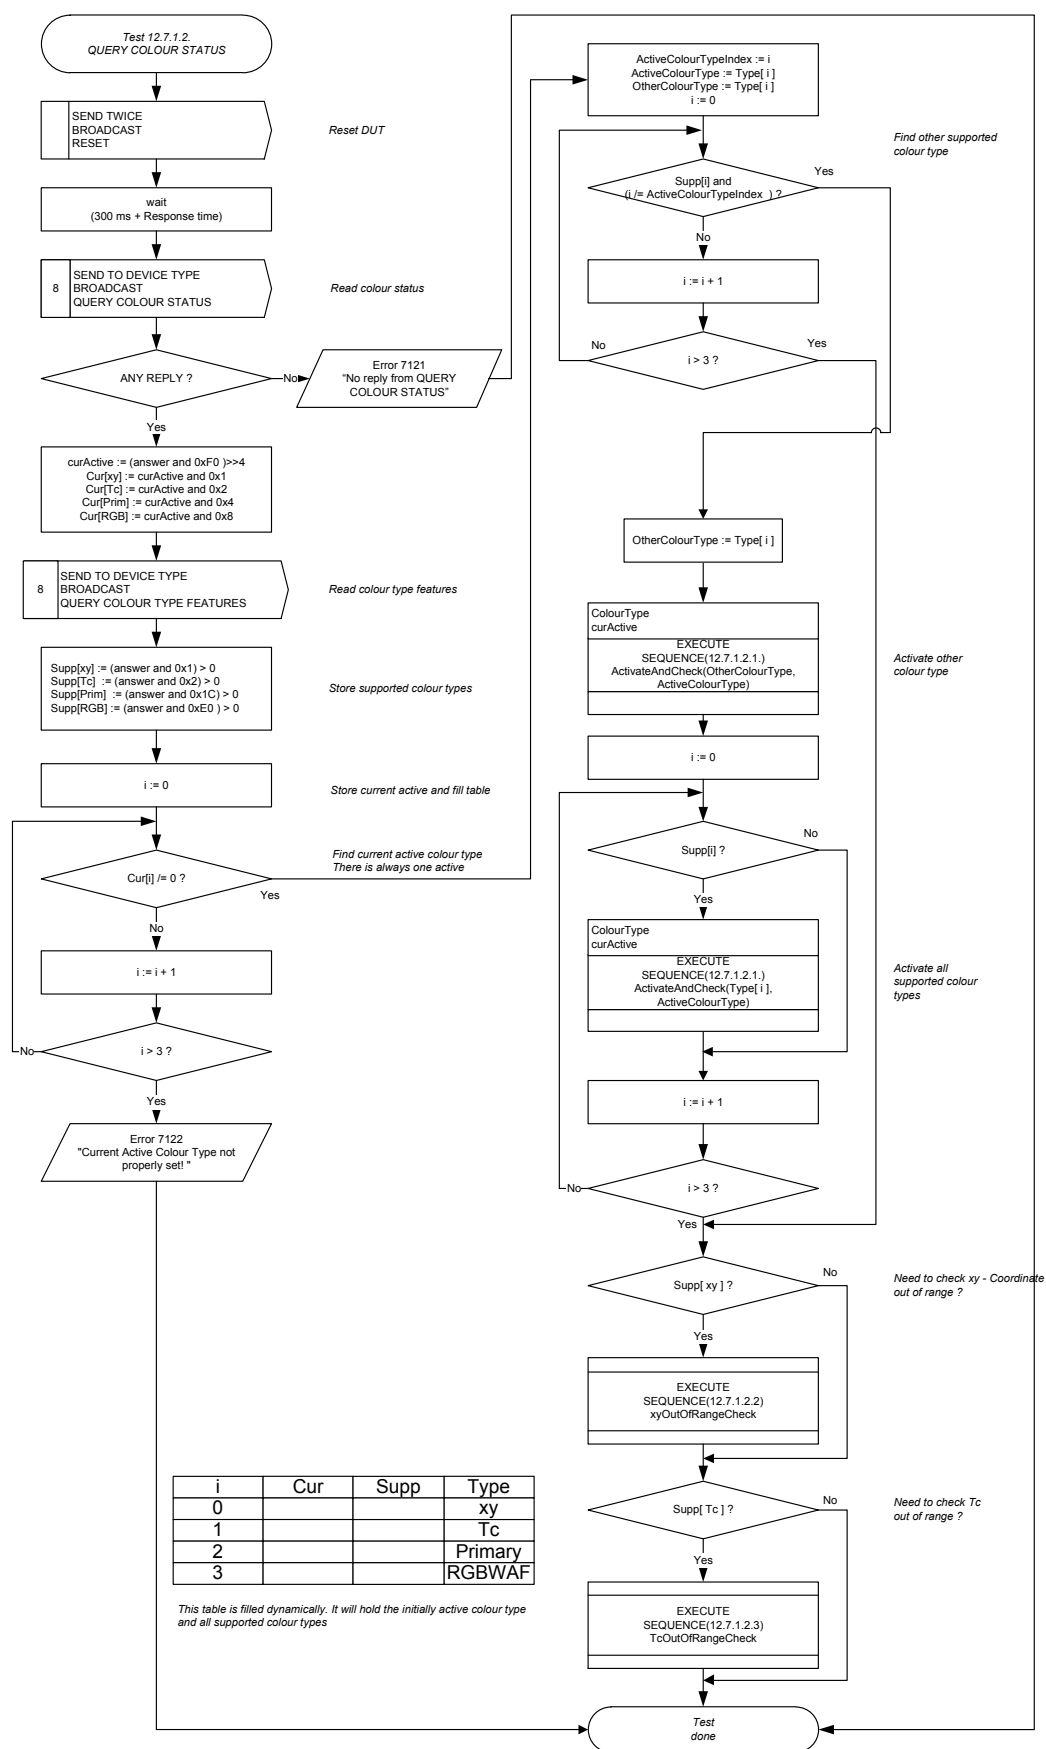 Test 12.7.1.2.
QUERY COLOUR STATUS
SEND TWICE
BROADCAST
RESET
Reset DUT
wait
(300 ms + Response time)
8
SEND TO DEVICE TYPE
BROADCAST
QUERY COLOUR STATUS
Read colour status
ANY REPLY ?
No
Error 7121
“No reply from QUERY
COLOUR STATUS”
Yes
curActive := (answer and 0xF0 )>>4
Cur[xy] := curActive and 0x1
Cur[Tc] := curActive and 0x2
Cur[Prim] := curActive and 0x4
Cur[RGB] := curActive and 0x8
8
SEND TO DEVICE TYPE
BROADCAST
QUERY COLOUR TYPE FEATURES
Read colour type features
Supp[xy] := (answer and 0x1) > 0
Supp[Tc] := (answer and 0x2) > 0
Supp[Prim] := (answer and 0x1C) > 0
Supp[RGB] := (answer and 0xE0 ) > 0
Store supported colour types
i := 0
Store current active and fill table
Cur[i] /= 0 ?
Yes
Find current active colour type
There is always one active
No
i := i + 1
i > 3 ?
No
Yes
Error 7122
"Current Active Colour Type not
properly set! "
ActiveColourTypeIndex := i
ActiveColourType := Type[ i ]
OtherColourType := Type[ i ]
i := 0
Find other supported
colour type
Supp[i] and
(i /= ActiveColourTypeIndex ) ?
Yes
No
i := i + 1
i > 3 ?
No
Yes
OtherColourType := Type[ i ]
ColourType
curActive
EXECUTE
SEQUENCE(12.7.1.2.1.)
ActivateAndCheck(OtherColourType,
ActiveColourType)
Activate other
colour type
i := 0
Supp[i] ?
No
Yes
ColourType
curActive
EXECUTE
SEQUENCE(12.7.1.2.1.)
ActivateAndCheck(Type[ i ],
ActiveColourType)
Activate all
supported colour
types
i := i + 1
i > 3 ?
No
Yes
Supp[ xy ] ?
No
Need to check xy - Coordinate
out of range ?
Yes
EXECUTE
SEQUENCE(12.7.1.2.2)
xyOutOfRangeCheck
Supp[ Tc ] ?
No
Need to check Tc
out of range ?
Yes
EXECUTE
SEQUENCE(12.7.1.2.3)
TcOutOfRangeCheck
Test
done
i Cur Supp Type
0 xy
1 Tc
2 Primary
3 RGBWAF
This table is filled dynamically. It will hold the initially active colour type
and all supported colour types